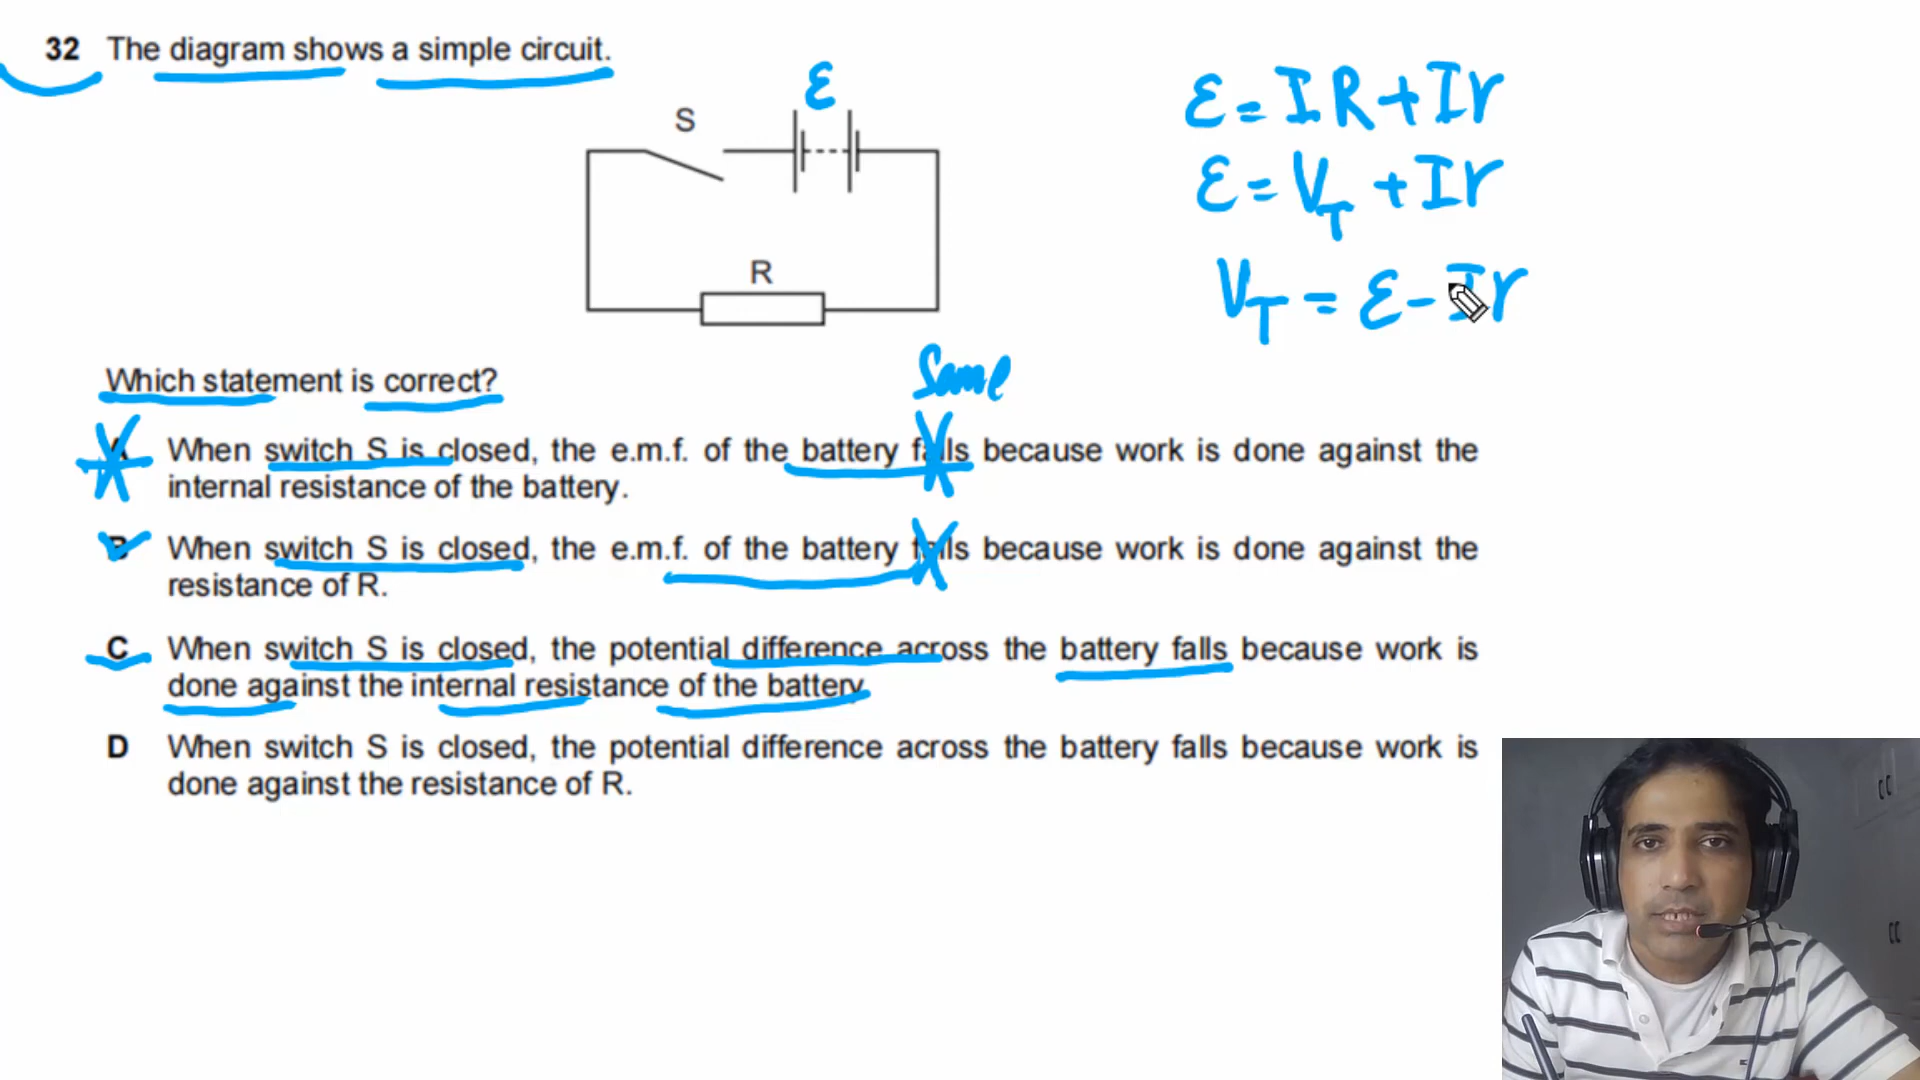 32 The diagram shows a simple circuit.
ε
S
R
ε = IR + Ir
ε = V_T + Ir
V_T = ε - Ir
Which statement is correct?
Same
A When switch S is closed, the e.m.f. of the battery falls because work is done against the
internal resistance of the battery.
B When switch S is closed, the e.m.f. of the battery falls because work is done against the
resistance of R.
C When switch S is closed, the potential difference across the battery falls because work is
done against the internal resistance of the battery.
D When switch S is closed, the potential difference across the battery falls because work is
done against the resistance of R.